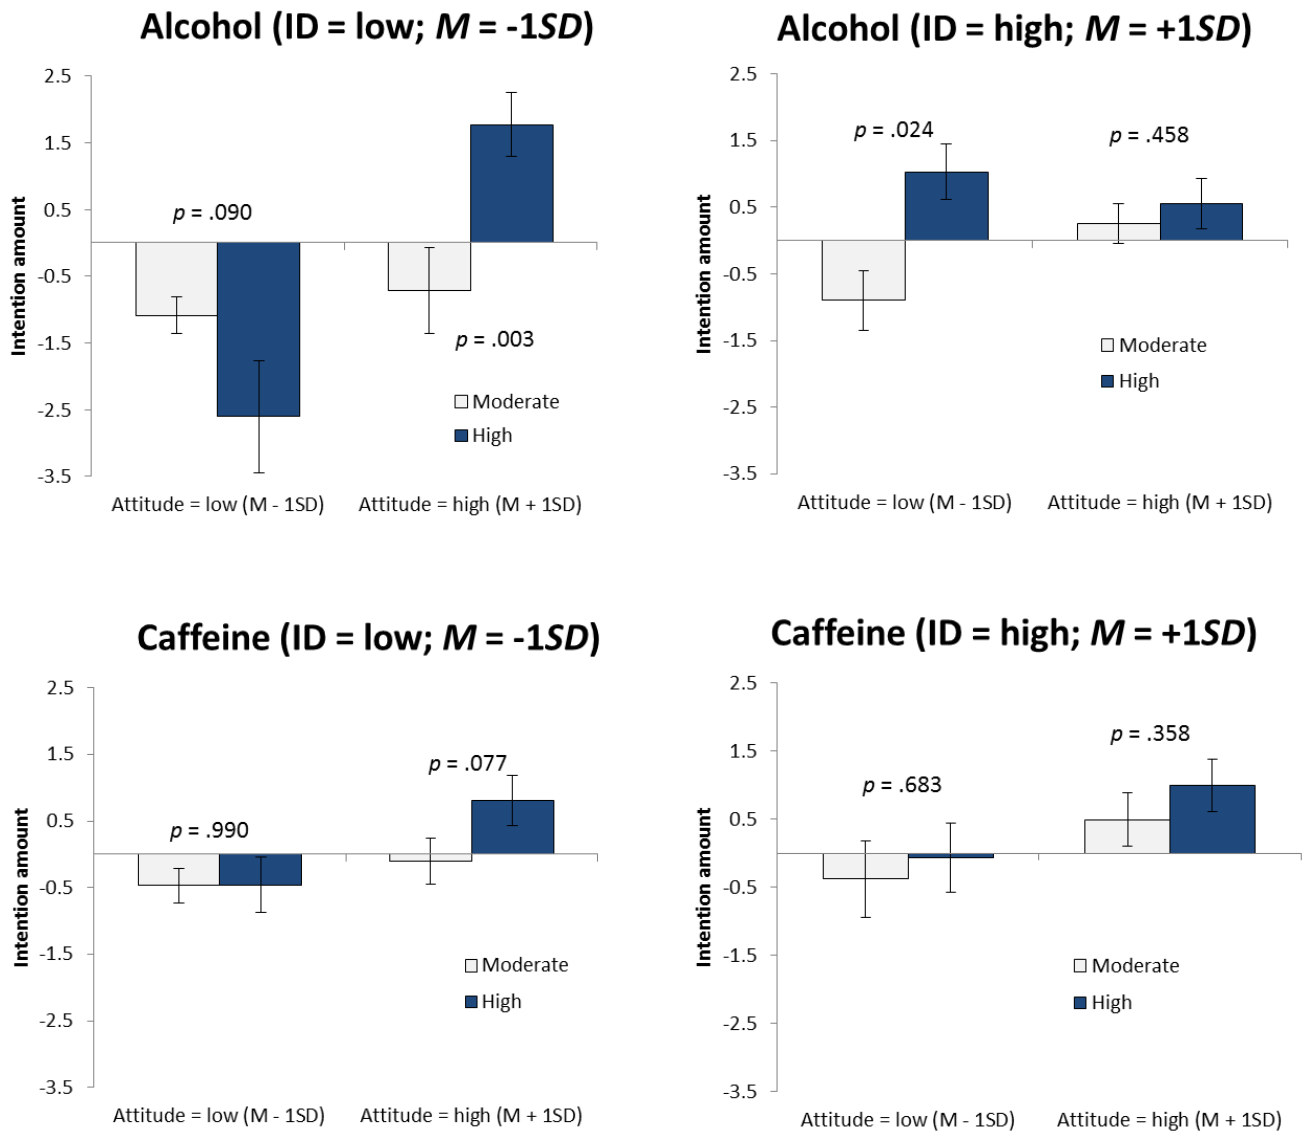 Alcohol (ID = low; M = -1SD)
2.5
1.5
0.5
-0.5
-1.5
-2.5
-3.5
Intention amount
p = .090
p = .003
Moderate
High
Attitude = low (M - 1SD)
Attitude = high (M + 1SD)
Alcohol (ID = high; M = +1SD)
2.5
1.5
0.5
-0.5
-1.5
-2.5
-3.5
Intention amount
p = .024
p = .458
Moderate
High
Attitude = low (M - 1SD)
Attitude = high (M + 1SD)
Caffeine (ID = low; M = -1SD)
2.5
1.5
0.5
-0.5
-1.5
-2.5
-3.5
Intention amount
p = .990
p = .077
Moderate
High
Attitude = low (M - 1SD)
Attitude = high (M + 1SD)
Caffeine (ID = high; M = +1SD)
2.5
1.5
0.5
-0.5
-1.5
-2.5
-3.5
Intention amount
p = .683
p = .358
Moderate
High
Attitude = low (M - 1SD)
Attitude = high (M + 1SD)